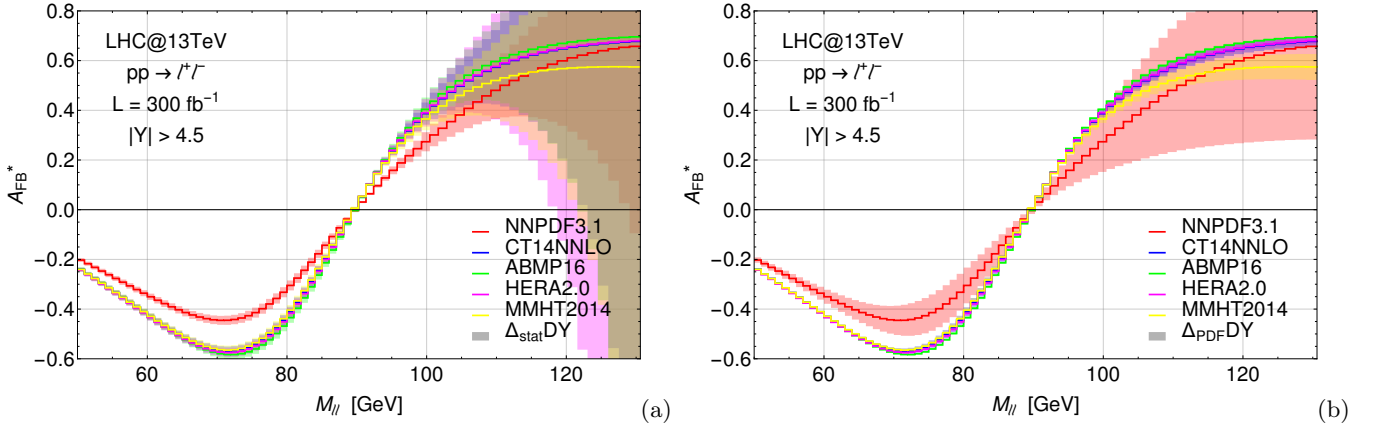 0.8
0.6
0.4
0.2
0.0
−0.2
−0.4
−0.6
A_FB*
LHC@13TeV
pp → l⁺l⁻
L = 300 fb⁻¹
|Y| > 4.5
NNPDF3.1
CT14NNLO
ABMP16
HERA2.0
MMHT2014
Δ_stat DY
60 80 100 120
M_ll [GeV]
(a)
0.8
0.6
0.4
0.2
0.0
−0.2
−0.4
−0.6
A_FB*
LHC@13TeV
pp → l⁺l⁻
L = 300 fb⁻¹
|Y| > 4.5
NNPDF3.1
CT14NNLO
ABMP16
HERA2.0
MMHT2014
Δ_PDF DY
60 80 100 120
M_ll [GeV]
(b)